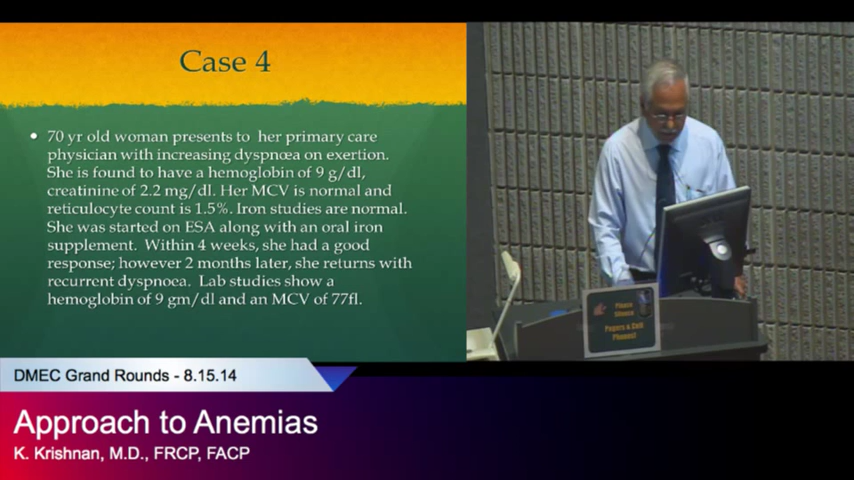 Case 4
• 70 yr old woman presents to her primary care
physician with increasing dyspnœa on exertion.
She is found to have a hemoglobin of 9 g/dl,
creatinine of 2.2 mg/dl. Her MCV is normal and
reticulocyte count is 1.5%. Iron studies are normal.
She was started on ESA along with an oral iron
supplement. Within 4 weeks, she had a good
response; however 2 months later, she returns with
recurrent dyspnoea. Lab studies show a
hemoglobin of 9 gm/dl and an MCV of 77fl.
Please
Silence
Pagers & Cell
Phones!
DMEC Grand Rounds - 8.15.14
Approach to Anemias
K. Krishnan, M.D., FRCP, FACP